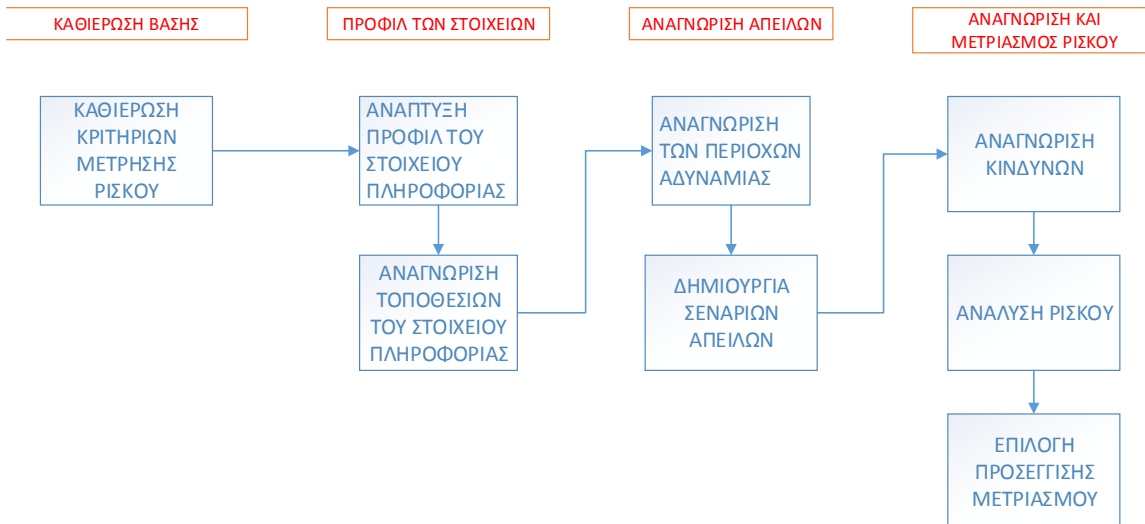 ΚΑΘΙΕΡΩΣΗ ΒΑΣΗΣ
ΠΡΟΦΙΛ ΤΩΝ ΣΤΟΙΧΕΙΩΝ
ΑΝΑΓΝΩΡΙΣΗ ΑΠΕΙΛΩΝ
ΑΝΑΓΝΩΡΙΣΗ ΚΑΙ
ΜΕΤΡΙΑΣΜΟΣ ΡΙΣΚΟΥ
ΚΑΘΙΕΡΩΣΗ
ΚΡΙΤΗΡΙΩΝ
ΜΕΤΡΗΣΗΣ
ΡΙΣΚΟΥ
ΑΝΑΠΤΥΞΗ
ΠΡΟΦΙΛ ΤΟΥ
ΣΤΟΙΧΕΙΟΥ
ΠΛΗΡΟΦΟΡΙΑΣ
ΑΝΑΓΝΩΡΙΣΗ
ΤΩΝ ΠΕΡΙΟΧΩΝ
ΑΔΥΝΑΜΙΑΣ
ΑΝΑΓΝΩΡΙΣΗ
ΚΙΝΔΥΝΩΝ
ΑΝΑΓΝΩΡΙΣΗ
ΤΟΠΟΘΕΣΙΩΝ
ΤΟΥ ΣΤΟΙΧΕΙΟΥ
ΠΛΗΡΟΦΟΡΙΑΣ
ΔΗΜΙΟΥΡΓΙΑ
ΣΕΝΑΡΙΩΝ
ΑΠΕΙΛΩΝ
ΑΝΑΛΥΣΗ ΡΙΣΚΟΥ
ΕΠΙΛΟΓΗ
ΠΡΟΣΕΓΓΙΣΗΣ
ΜΕΤΡΙΑΣΜΟΥ